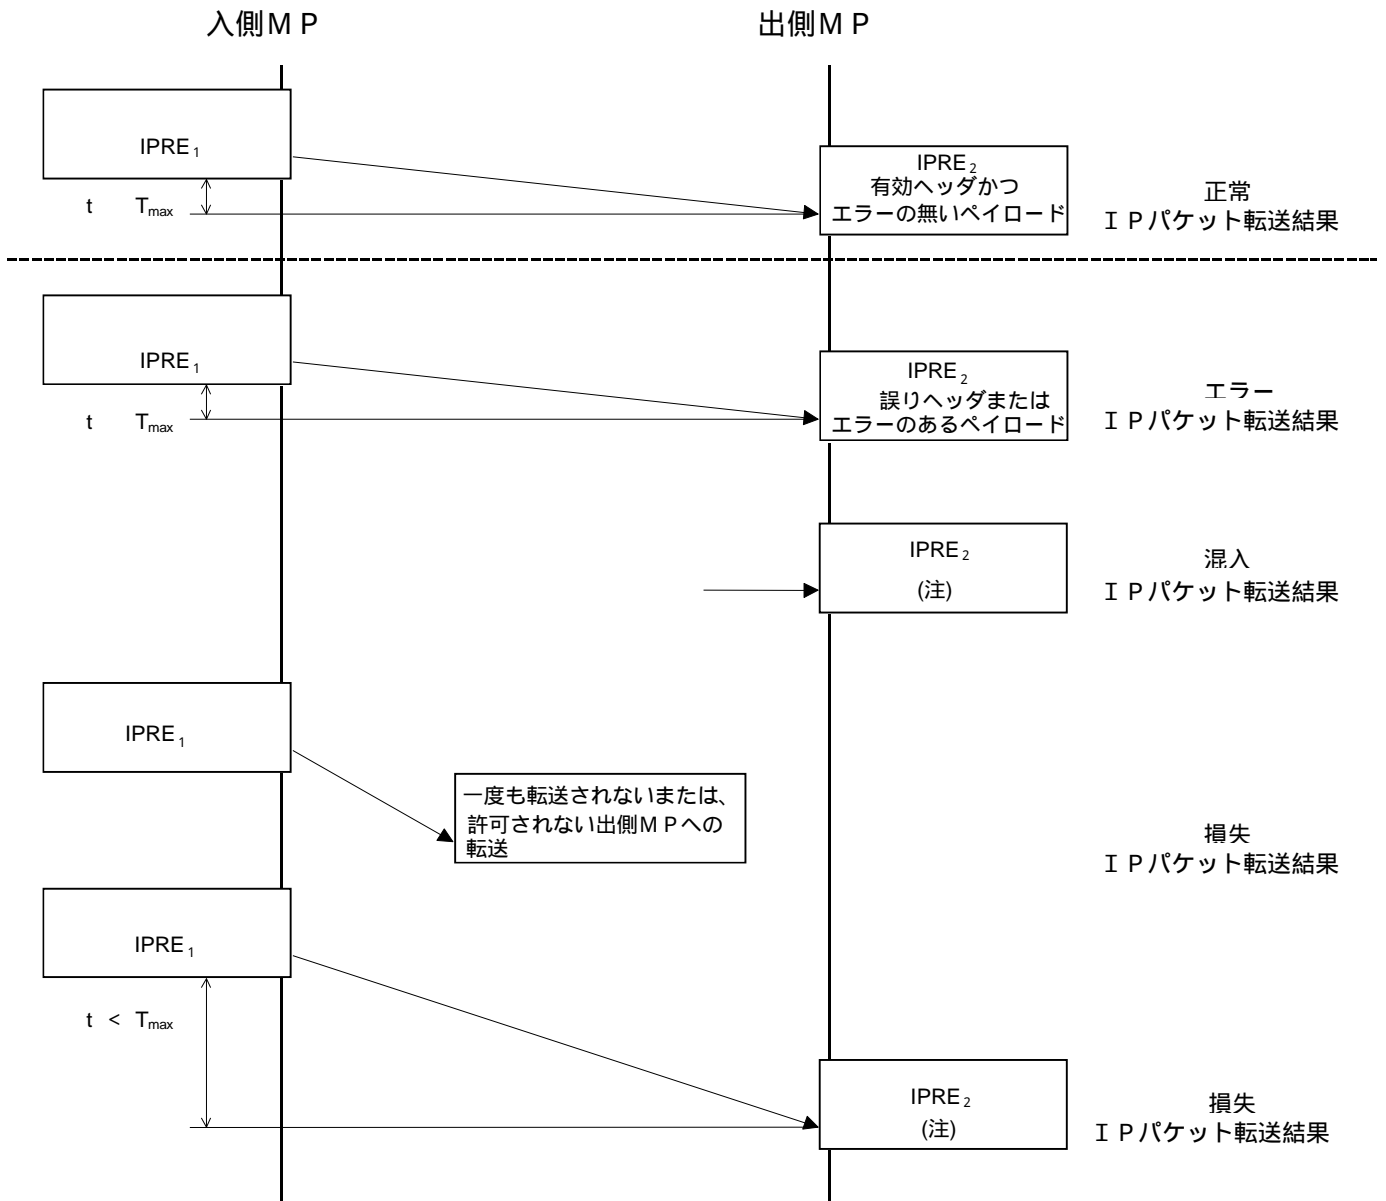 入側ＭＰ
出側ＭＰ
IPRE₁
t Tmax
IPRE₂
有効ヘッダかつ
エラーの無いペイロード
正常
ＩＰパケット転送結果
IPRE₁
t Tmax
IPRE₂
誤りヘッダまたは
エラーのあるペイロード
エラー
ＩＰパケット転送結果
IPRE₂
(注)
混入
ＩＰパケット転送結果
IPRE₁
一度も転送されないまたは、
許可されない出側ＭＰへの
転送
損失
ＩＰパケット転送結果
IPRE₁
t < Tmax
IPRE₂
(注)
損失
ＩＰパケット転送結果